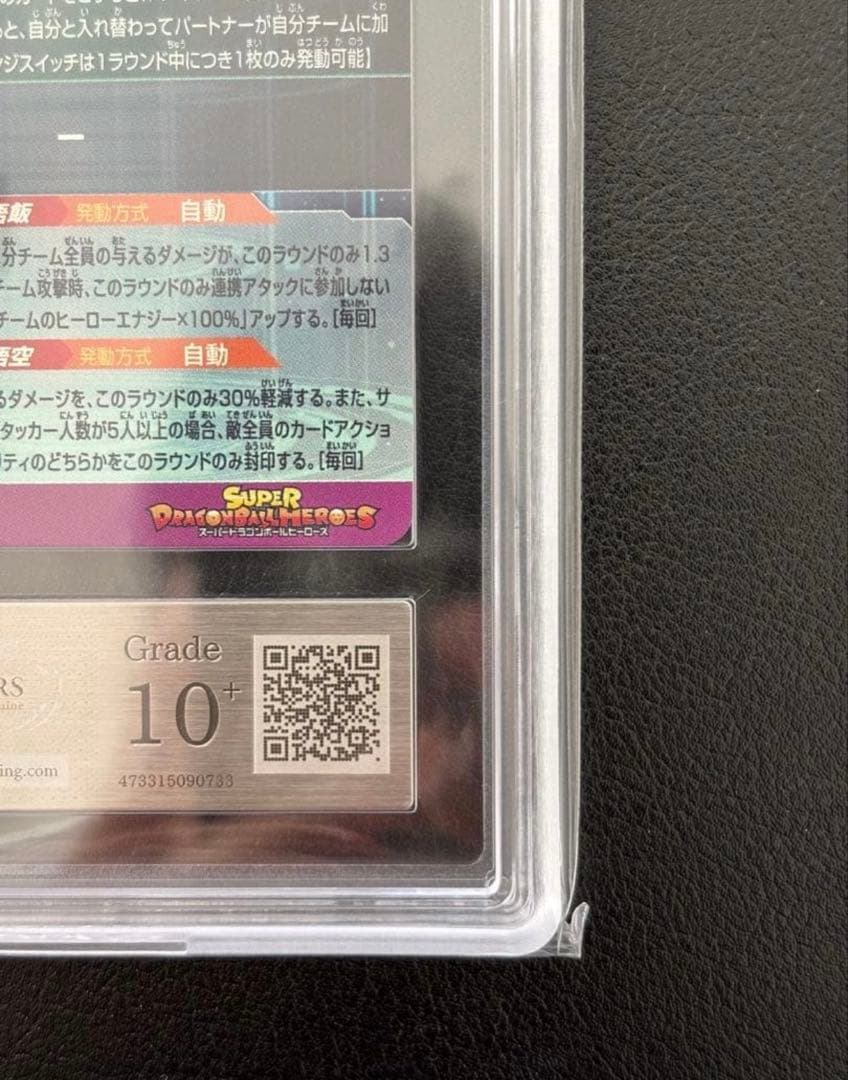 と、自分と入れ替わってパートナーが自分チームに加
ンジスイッチは1ラウンド中につき1枚のみ発動可能】
ー
悟飯 発動方式 自動
分チーム全員の与えるダメージが、このラウンドのみ1.3
チーム攻撃時、このラウンドのみ連携アタックに参加しない
チームのヒーローエナジー×100%」アップする。[毎回]
悟空 発動方式 自動
るダメージを、このラウンドのみ30%軽減する。また、サ
タッカー人数が5人以上の場合、敵全員のカードアクショ
リティのどちらかをこのラウンドのみ封印する。[毎回]
SUPER
DRAGONBALL HEROES
スーパードラゴンボールヒーローズ
Grade
10+
RS
uine
ing.com
473315090733